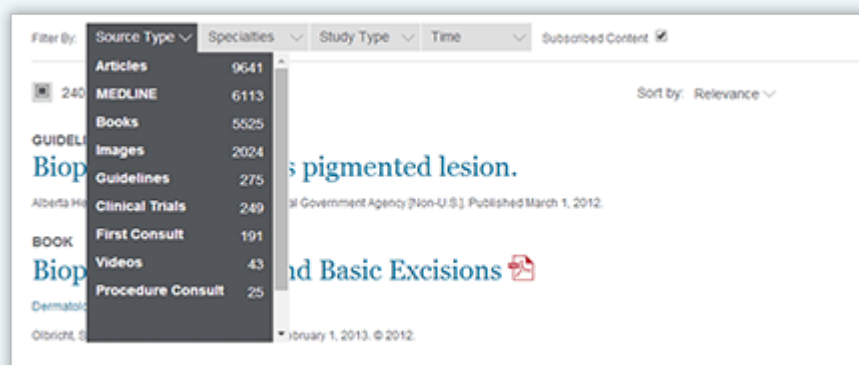 Filter By: Source Type Specialties Study Type Time Subscribed Content
Articles 9641
240 MEDLINE 6113 Sort by: Relevance
Books 5525
GUIDELI
Images 2024
Biop s pigmented lesion.
Guidelines 275
Alberta He al Government Agency [Non-U.S.]. Published March 1, 2012.
Clinical Trials 249
First Consult 191
BOOK
Videos 43
Biop nd Basic Excisions
Procedure Consult 25
Dermatolo
Olbricht, S bruary 1, 2013. © 2012.